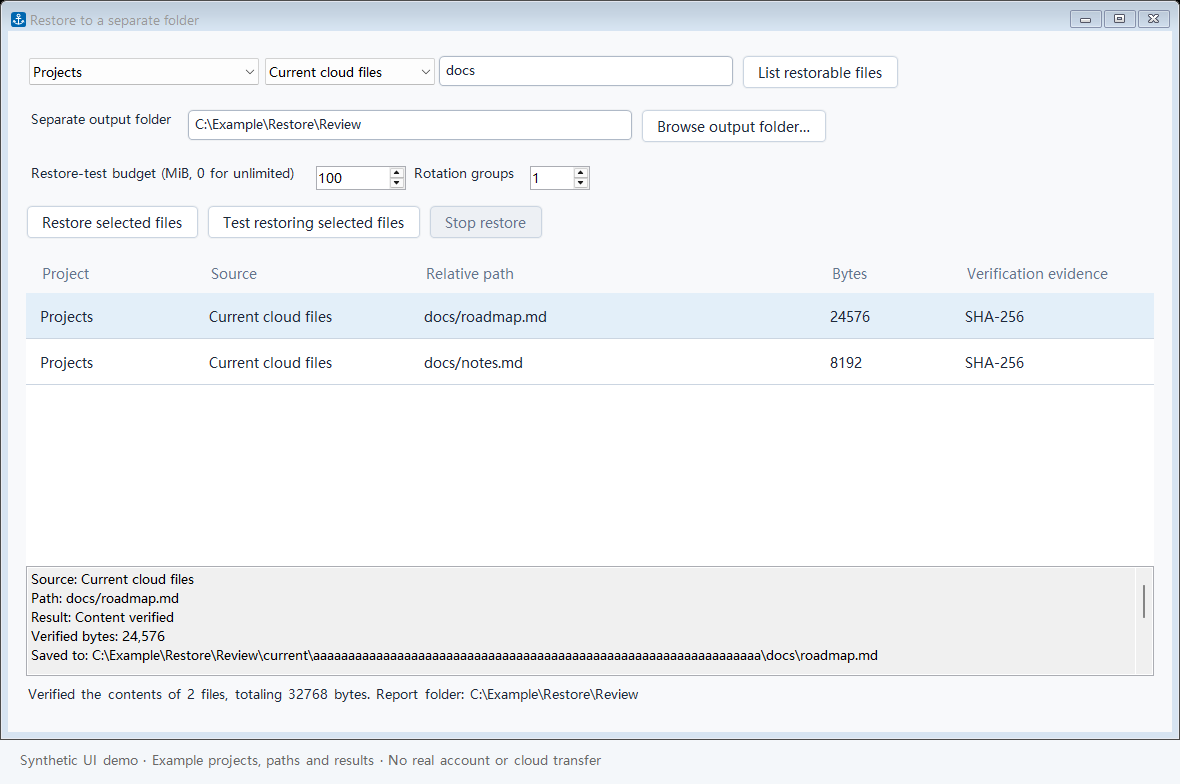 Restore to a separate folder
Projects Current cloud files docs List restorable files
Separate output folder C:\Example\Restore\Review Browse output folder...
Restore-test budget (MiB, 0 for unlimited) 100 Rotation groups 1
Restore selected files Test restoring selected files Stop restore
Project Source Relative path Bytes Verification evidence
Projects Current cloud files docs/roadmap.md 24576 SHA-256
Projects Current cloud files docs/notes.md 8192 SHA-256
Source: Current cloud files
Path: docs/roadmap.md
Result: Content verified
Verified bytes: 24,576
Saved to: C:\Example\Restore\Review\current\aaaaaaaaaaaaaaaaaaaaaaaaaaaaaaaaaaaaaaaaaaaaaaaaaaaaaaaaaaaaaaaa\docs\roadmap.md
Verified the contents of 2 files, totaling 32768 bytes. Report folder: C:\Example\Restore\Review
Synthetic UI demo · Example projects, paths and results · No real account or cloud transfer